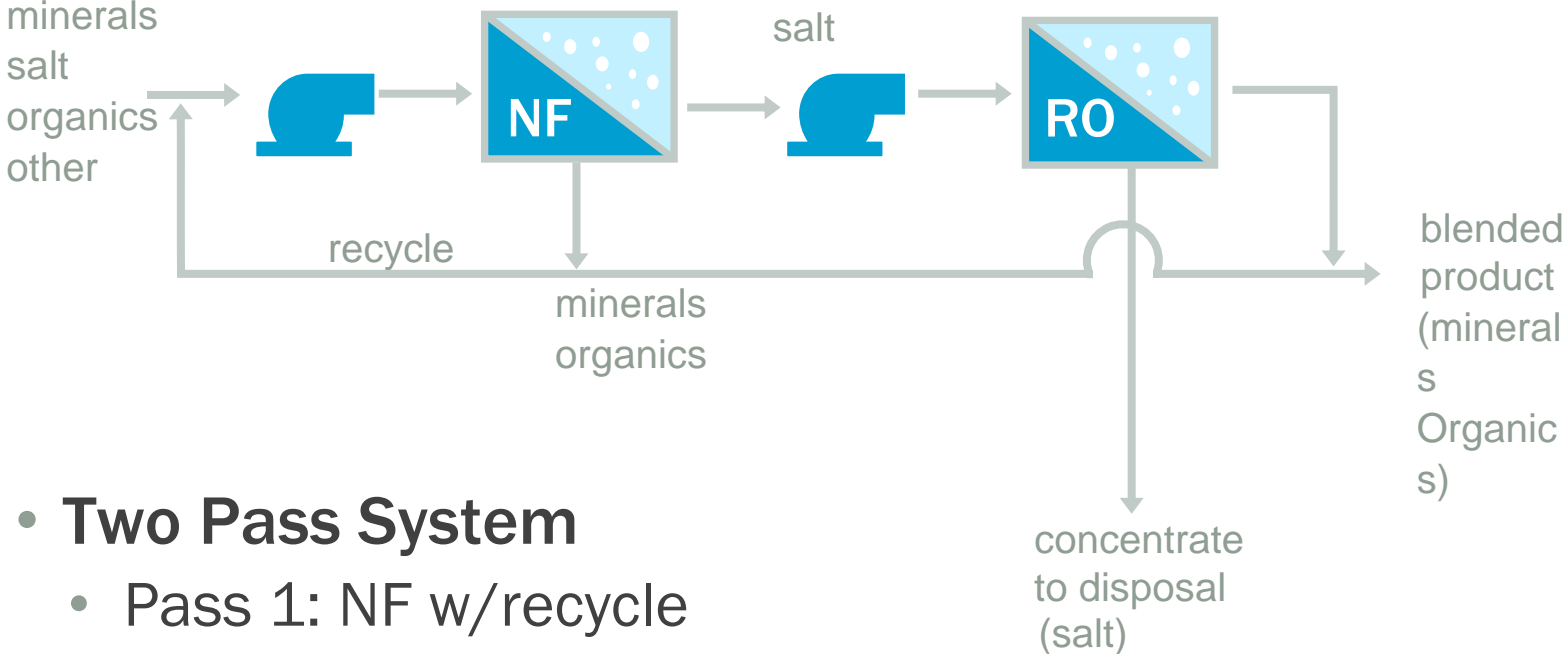 minerals
salt
organics
other
NF
salt
RO
recycle
minerals
organics
blended
product
(mineral
s
Organic
s)
concentrate
to disposal
(salt)
• Two Pass System
• Pass 1: NF w/recycle